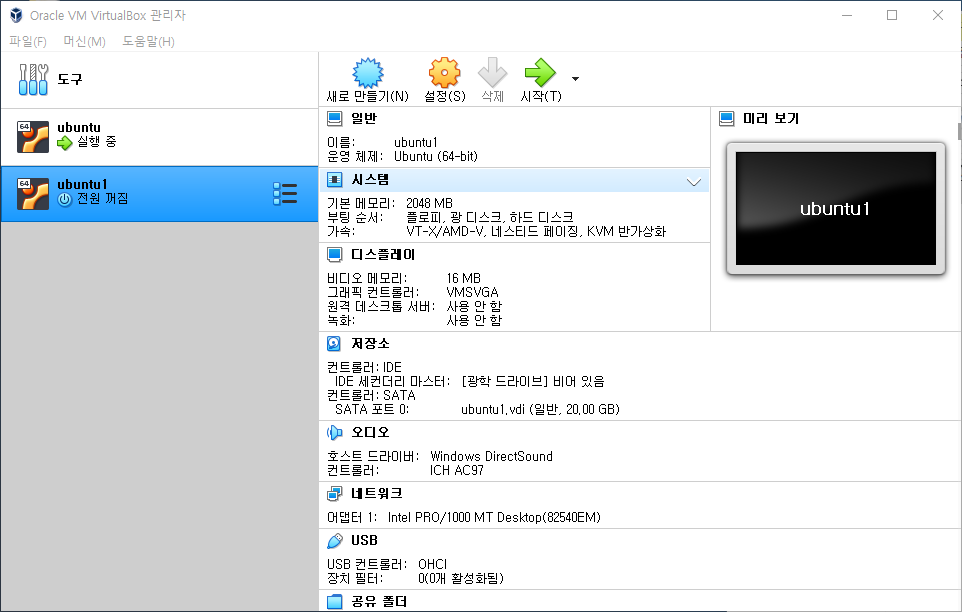 Oracle VM VirtualBox 관리자
파일(F) 머신(M) 도움말(H)
도구
새로 만들기(N) 설정(S) 삭제 시작(T)
64
ubuntu
실행 중
64
ubuntu1
전원 꺼짐
일반
이름: ubuntu1
운영 체제: Ubuntu (64-bit)
시스템
기본 메모리: 2048 MB
부팅 순서: 플로피, 광 디스크, 하드 디스크
가속: VT-X/AMD-V, 네스티드 페이징, KVM 반가상화
디스플레이
비디오 메모리: 16 MB
그래픽 컨트롤러: VMSVGA
원격 데스크톱 서버: 사용 안 함
녹화: 사용 안 함
미리 보기
ubuntu1
저장소
컨트롤러: IDE
IDE 세컨더리 마스터: [광학 드라이브] 비어 있음
컨트롤러: SATA
SATA 포트 0: ubuntu1.vdi (일반, 20.00 GB)
오디오
호스트 드라이버: Windows DirectSound
컨트롤러: ICH AC97
네트워크
어댑터 1: Intel PRO/1000 MT Desktop(82540EM)
USB
USB 컨트롤러: OHCI
장치 필터: 0(0개 활성화됨)
공유 폴더